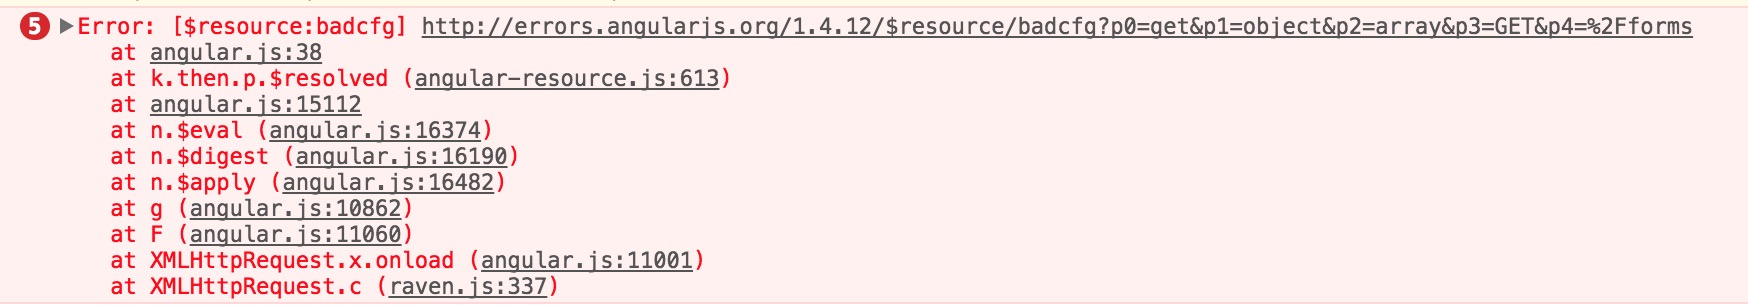 5 ▶Error: [$resource:badcfg] http://errors.angularjs.org/1.4.12/$resource/badcfg?p0=get&p1=object&p2=array&p3=GET&p4=%2Fforms
at angular.js:38
at k.then.p.$resolved (angular-resource.js:613)
at angular.js:15112
at n.$eval (angular.js:16374)
at n.$digest (angular.js:16190)
at n.$apply (angular.js:16482)
at g (angular.js:10862)
at F (angular.js:11060)
at XMLHttpRequest.x.onload (angular.js:11001)
at XMLHttpRequest.c (raven.js:337)